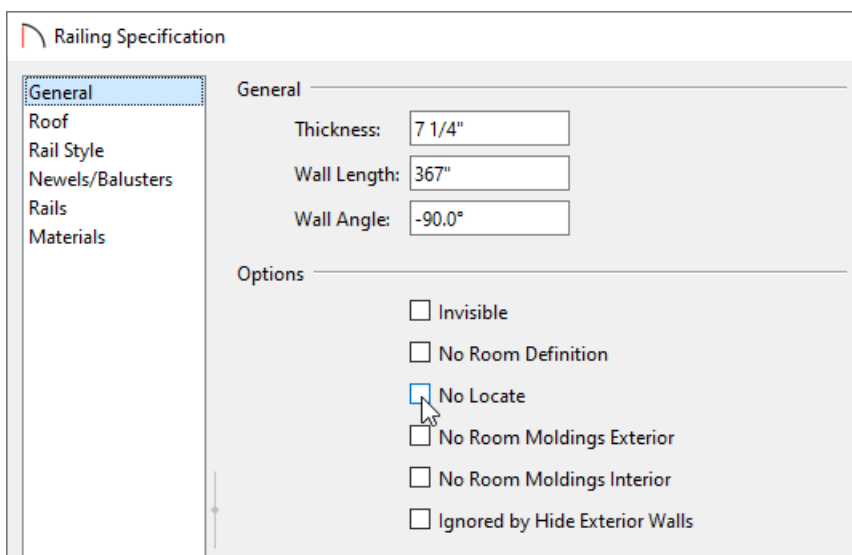 Railing Specification
General
Roof
Rail Style
Newels/Balusters
Rails
Materials
General
Thickness: 7 1/4"
Wall Length: 367"
Wall Angle: -90.0°
Options
Invisible
No Room Definition
No Locate
No Room Moldings Exterior
No Room Moldings Interior
Ignored by Hide Exterior Walls